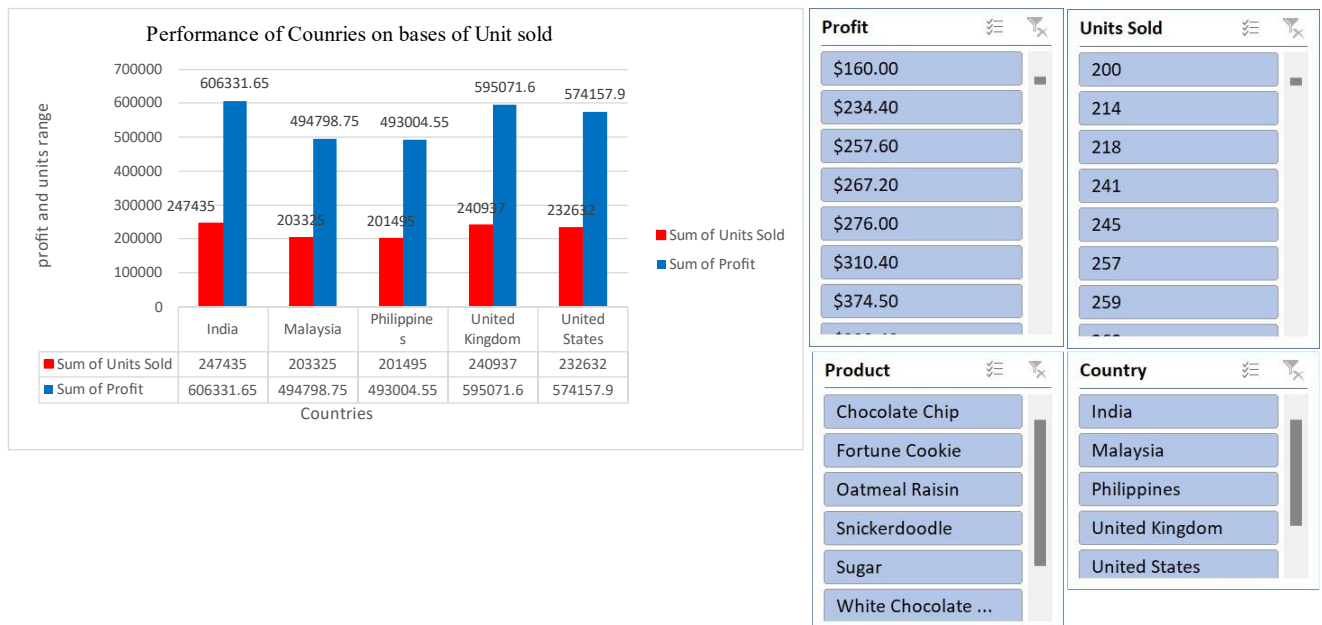 Performance of Counries on bases of Unit sold
profit and units range
700000
600000
500000
400000
300000
200000
100000
0
606331.65
494798.75
493004.55
595071.6
574157.9
247435
203325
201495
240937
232632
Sum of Units Sold
Sum of Profit
India Malaysia Philippine United United
s Kingdom States
Sum of Units Sold 247435 203325 201495 240937 232632
Sum of Profit 606331.65 494798.75 493004.55 595071.6 574157.9
Countries
Profit
$160.00
$234.40
$257.60
$267.20
$276.00
$310.40
$374.50
Units Sold
200
214
218
241
245
257
259
Product
Chocolate Chip
Fortune Cookie
Oatmeal Raisin
Snickerdoodle
Sugar
White Chocolate ...
Country
India
Malaysia
Philippines
United Kingdom
United States